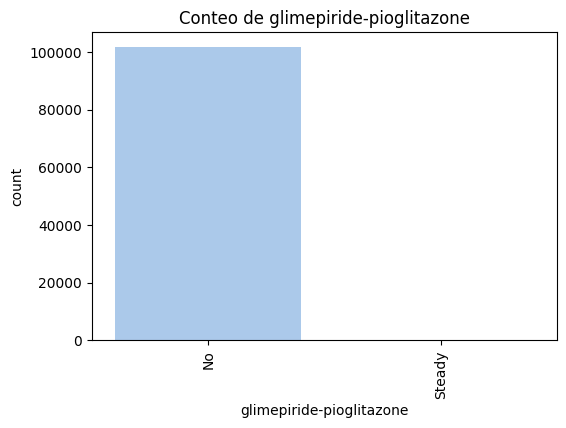 Conteo de glimepiride-pioglitazone
100000
80000
60000
40000
20000
0
count
No
Steady
glimepiride-pioglitazone